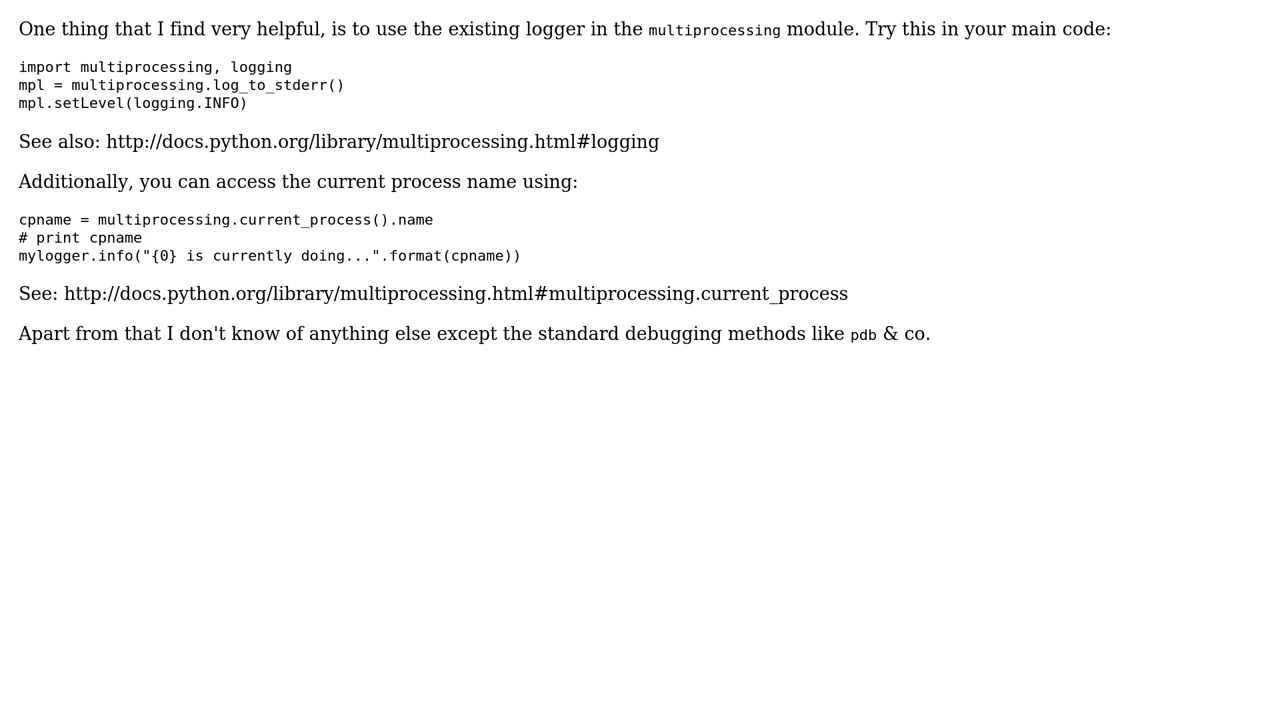 One thing that I find very helpful, is to use the existing logger in the multiprocessing module. Try this in your main code:
import multiprocessing, logging
mpl = multiprocessing.log_to_stderr()
mpl.setLevel(logging.INFO)
See also: http://docs.python.org/library/multiprocessing.html#logging
Additionally, you can access the current process name using:
cpname = multiprocessing.current_process().name
# print cpname
mylogger.info("{0} is currently doing...".format(cpname))
See: http://docs.python.org/library/multiprocessing.html#multiprocessing.current_process
Apart from that I don't know of anything else except the standard debugging methods like pdb & co.